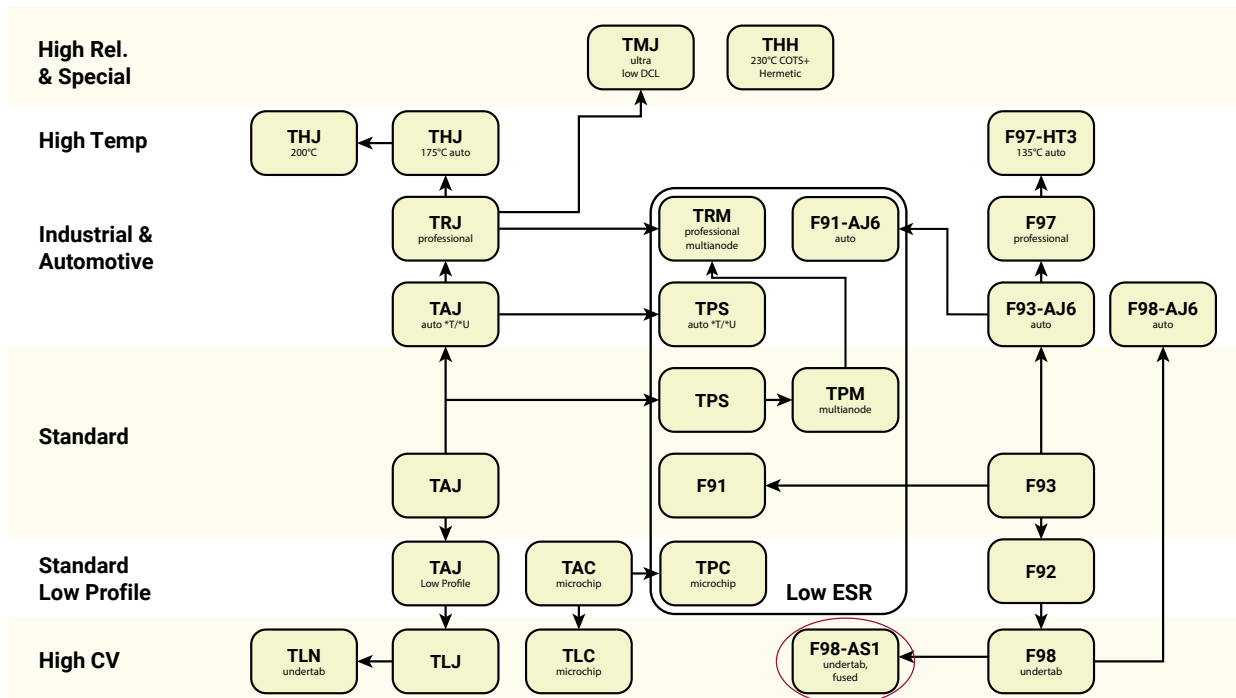 High Rel.
& Special
TMJ
ultra
low DCL
THH
230°C COTS+
Hermetic
High Temp
THJ
200°C
THJ
175°C auto
F97-HT3
135°C auto
Industrial &
Automotive
TRJ
professional
TRM
professional
multianode
F91-AJ6
auto
F97
professional
TAJ
auto *T/*U
TPS
auto *T/*U
F93-AJ6
auto
F98-AJ6
auto
Standard
TPS
TPM
multianode
TAJ
F91
F93
Standard
Low Profile
TAJ
Low Profile
TAC
microchip
TPC
microchip
Low ESR
F92
High CV
TLN
undertab
TLJ
TLC
microchip
F98-AS1
undertab,
fused
F98
undertab